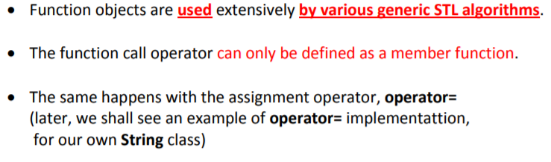 • Function objects are used extensively by various generic STL algorithms.
• The function call operator can only be defined as a member function.
• The same happens with the assignment operator, operator=
(later, we shall see an example of operator= implementattion,
for our own String class)